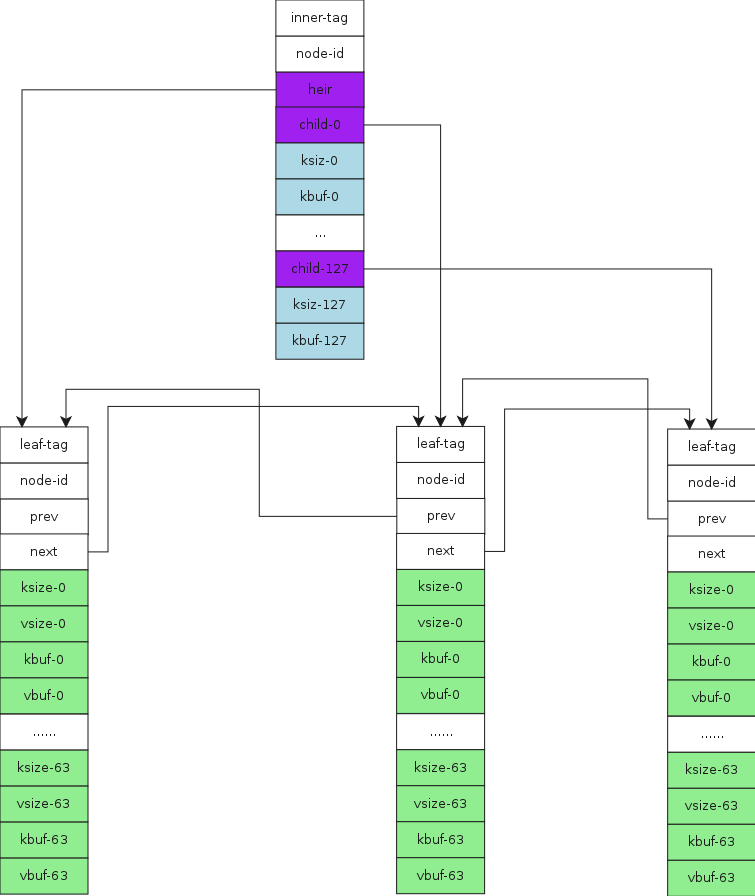 inner-tag
node-id
heir
child-0
ksiz-0
kbuf-0
...
child-127
ksiz-127
kbuf-127
leaf-tag
node-id
prev
next
ksize-0
vsize-0
kbuf-0
vbuf-0
......
ksize-63
vsize-63
kbuf-63
vbuf-63
leaf-tag
node-id
prev
next
ksize-0
vsize-0
kbuf-0
vbuf-0
......
ksize-63
vsize-63
kbuf-63
vbuf-63
leaf-tag
node-id
prev
next
ksize-0
vsize-0
kbuf-0
vbuf-0
......
ksize-63
vsize-63
kbuf-63
vbuf-63